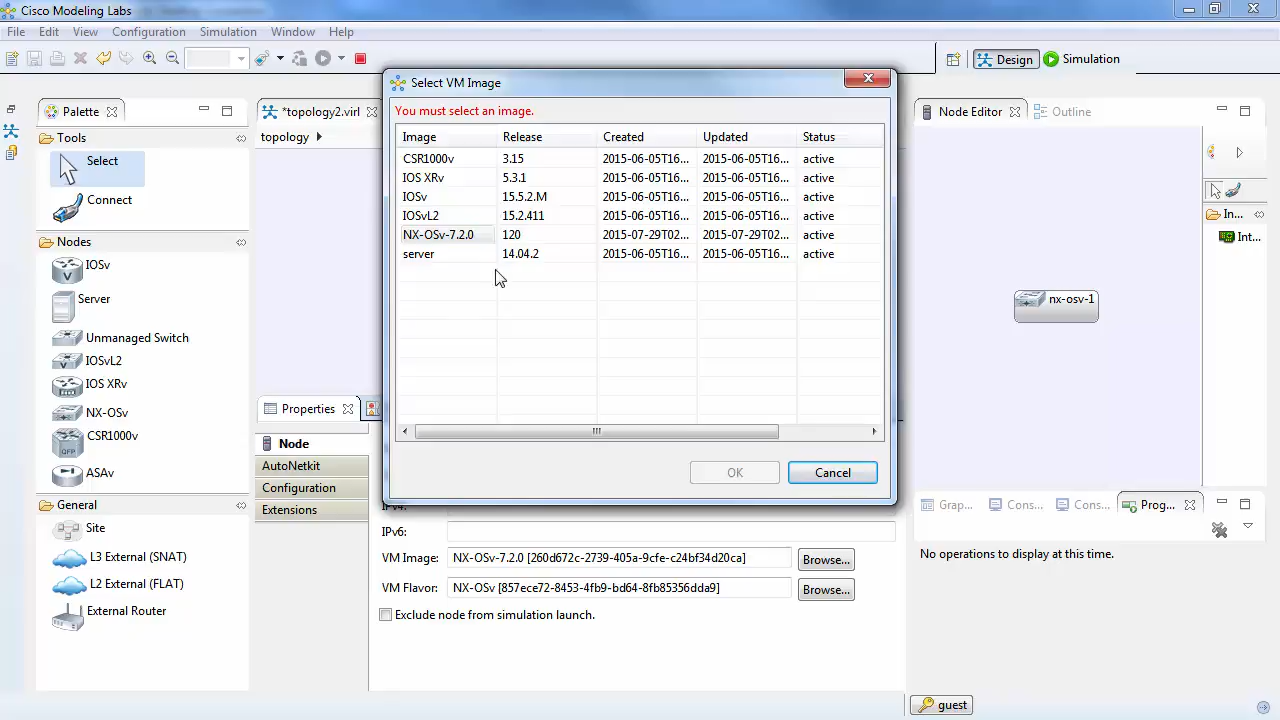 Cisco Modeling Labs
File Edit View Configuration Simulation Window Help
Design Simulation
Palette
Tools
Select
Connect
Nodes
IOSv
Server
Unmanaged Switch
IOSvL2
IOS XRv
NX-OSv
CSR1000v
ASAv
General
Site
L3 External (SNAT)
L2 External (FLAT)
External Router
*topology2.virl
topology
Select VM Image
You must select an image.
Image Release Created Updated Status
CSR1000v 3.15 2015-06-05T16... 2015-06-05T16... active
IOS XRv 5.3.1 2015-06-05T16... 2015-06-05T16... active
IOSv 15.5.2.M 2015-06-05T16... 2015-06-05T16... active
IOSvL2 15.2.411 2015-06-05T16... 2015-06-05T16... active
NX-OSv-7.2.0 120 2015-07-29T02... 2015-07-29T02... active
server 14.04.2 2015-06-05T16... 2015-06-05T16... active
OK Cancel
Properties
Node
AutoNetkit
Configuration
Extensions
IPv6:
VM Image: NX-OSv-7.2.0 [260d672c-2739-405a-9cfe-c24bf34d20ca] Browse...
VM Flavor: NX-OSv [857ece72-8453-4fb9-bd64-8fb85356dda9] Browse...
Exclude node from simulation launch.
Node Editor Outline
In...
Int...
nx-osv-1
Grap... Cons... Cons... Prog...
No operations to display at this time.
guest